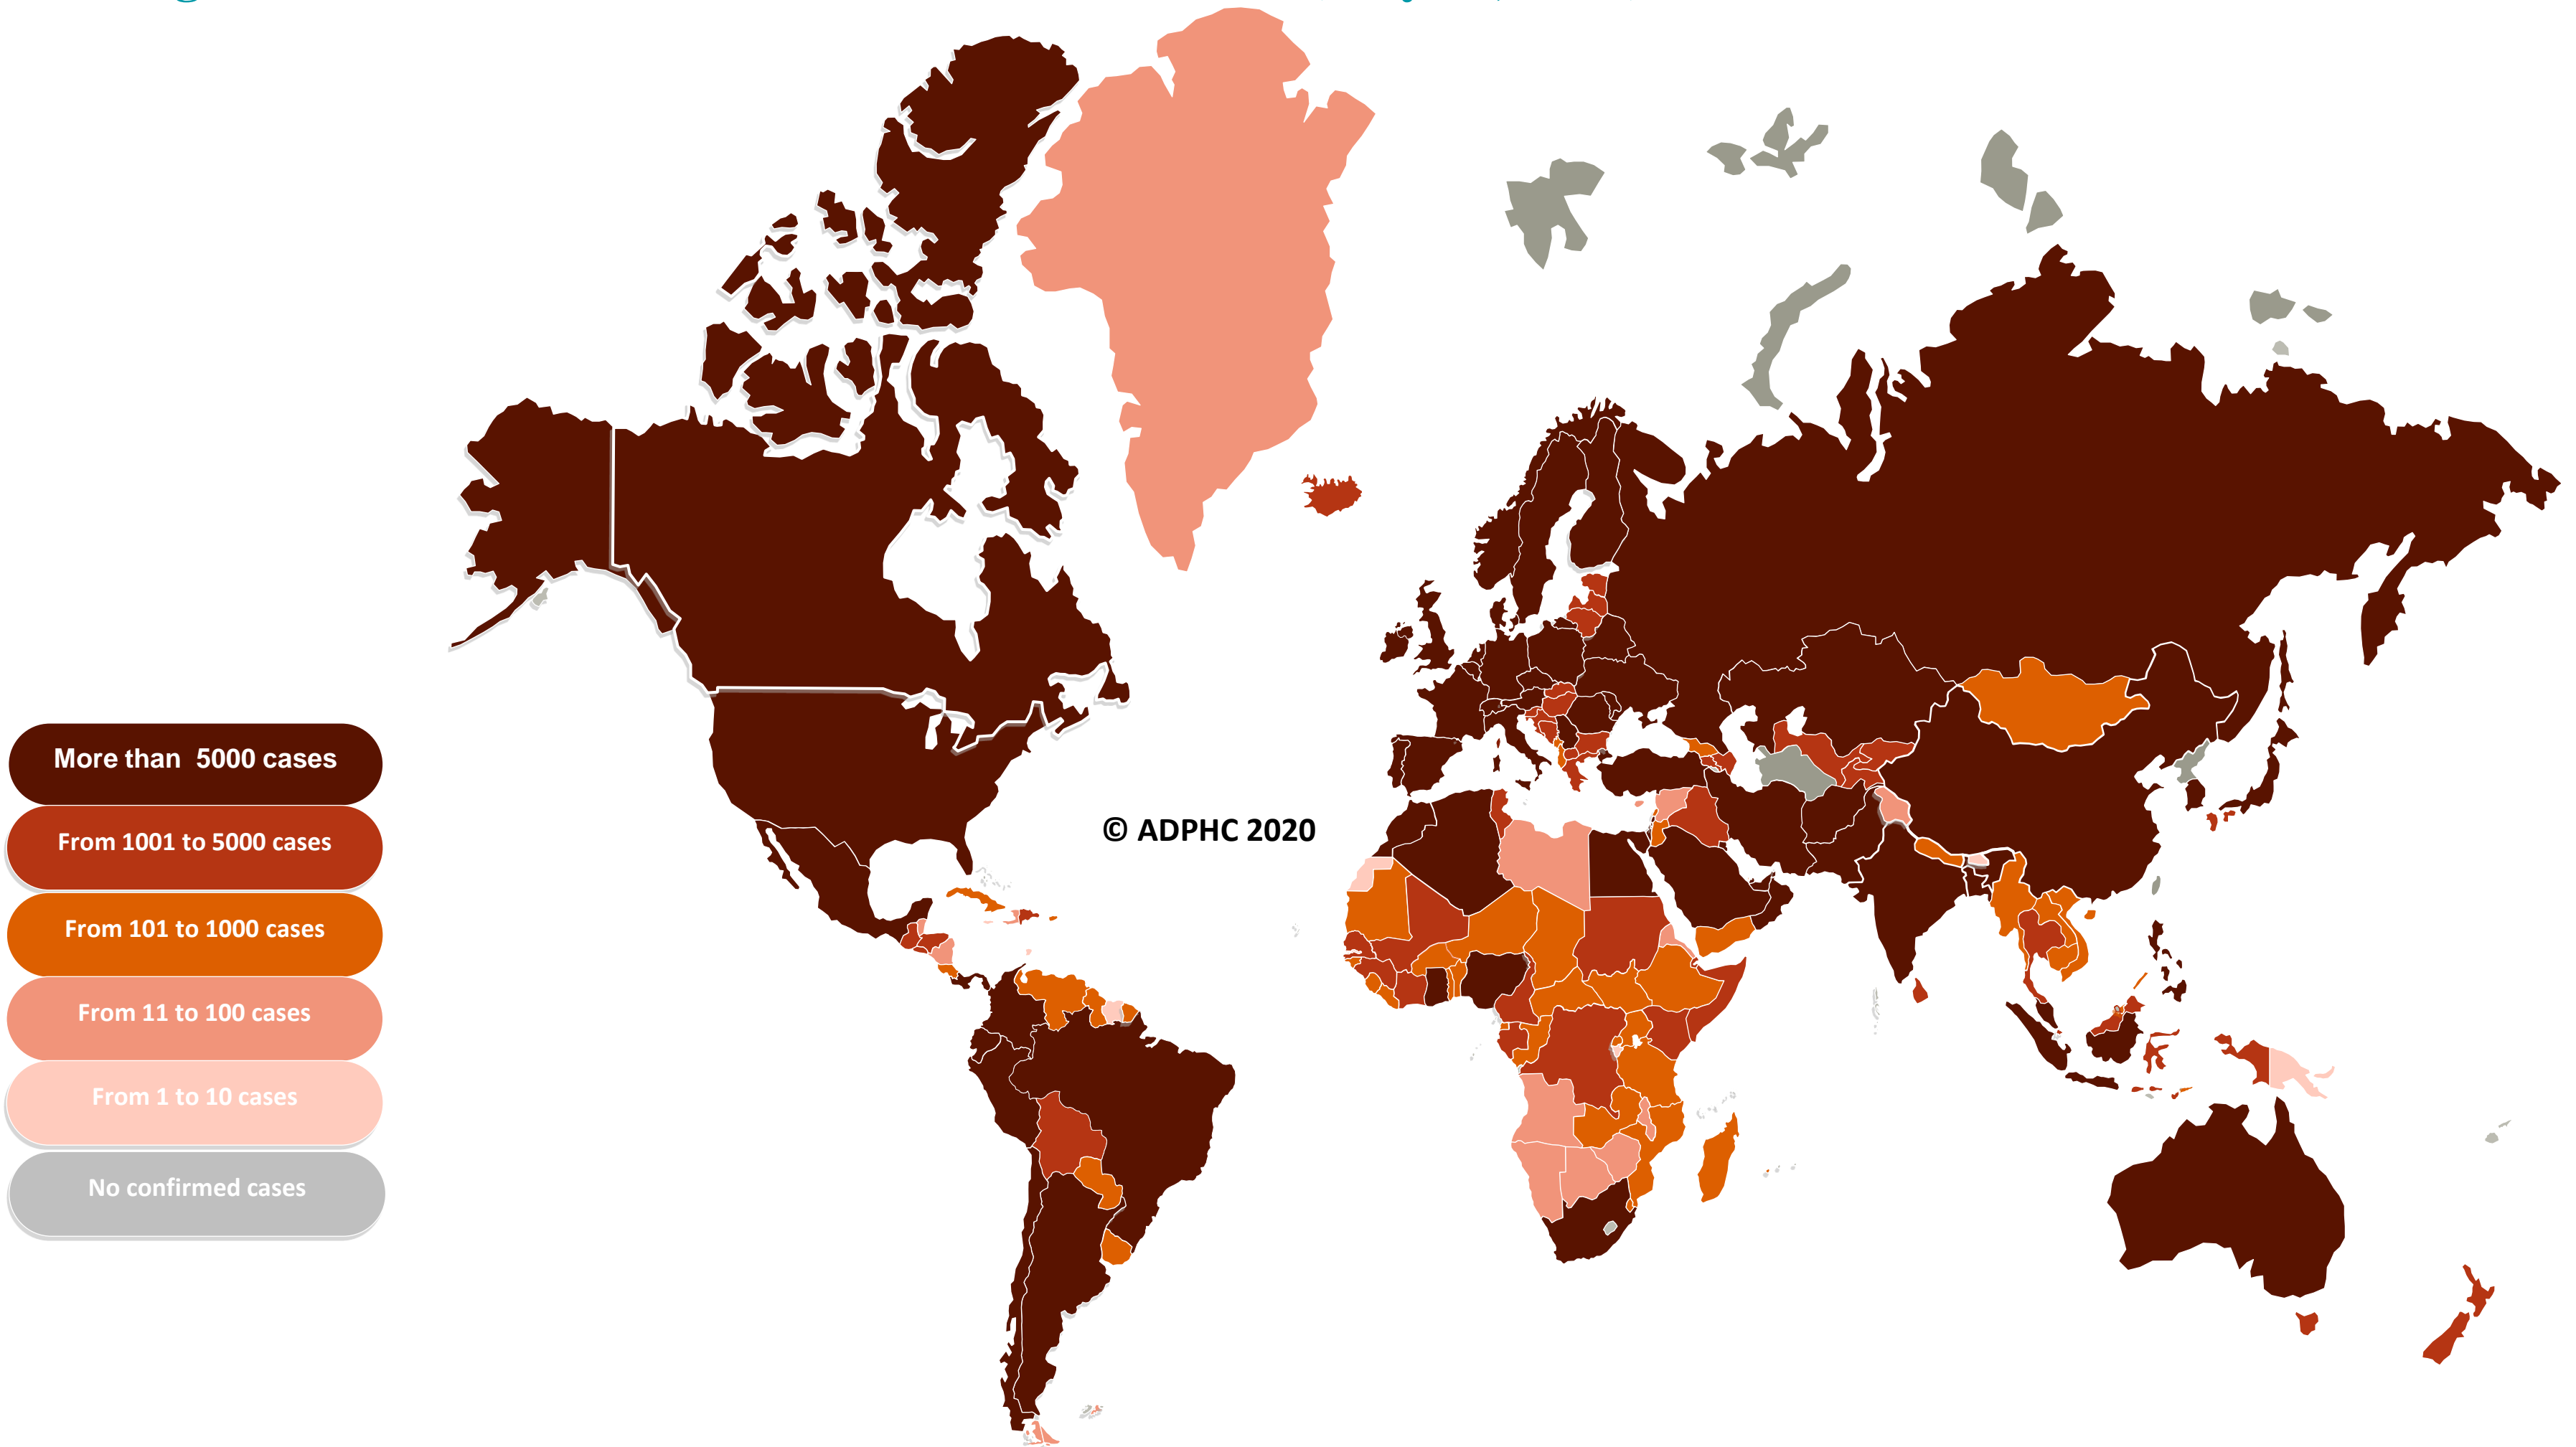 More than 5000 cases
From 1001 to 5000 cases
© ADPHC 2020
From 101 to 1000 cases
From 11 to 100 cases
From 1 to 10 cases
No confirmed cases